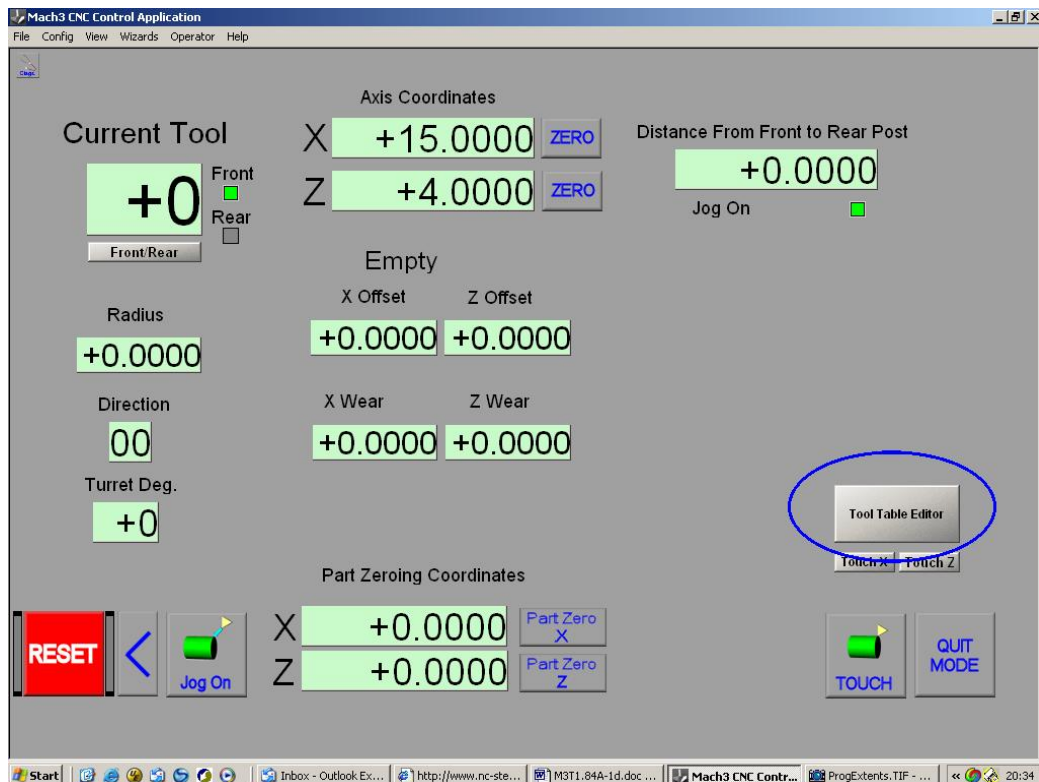 Mach3 CNC Control Application
File Config View Wizards Operator Help
Axis Coordinates
Current Tool
X +15.0000 ZERO
Z +4.0000 ZERO
Distance From Front to Rear Post
+0.0000
Jog On
+0
Front
Rear
Front/Rear
Empty
X Offset Z Offset
+0.0000 +0.0000
Radius
+0.0000
X Wear Z Wear
+0.0000 +0.0000
Direction
00
Turret Deg.
+0
Tool Table Editor
Touch X Touch Z
Part Zeroing Coordinates
X +0.0000 Part Zero X
Z +0.0000 Part Zero Z
RESET
<
Jog On
TOUCH
QUIT MODE
Start Inbox - Outlook Ex... http://www.nc-ste... M3T1.84A-1d.doc ... Mach3 CNC Contr... ProgExtents.TIF - ... « 20:34